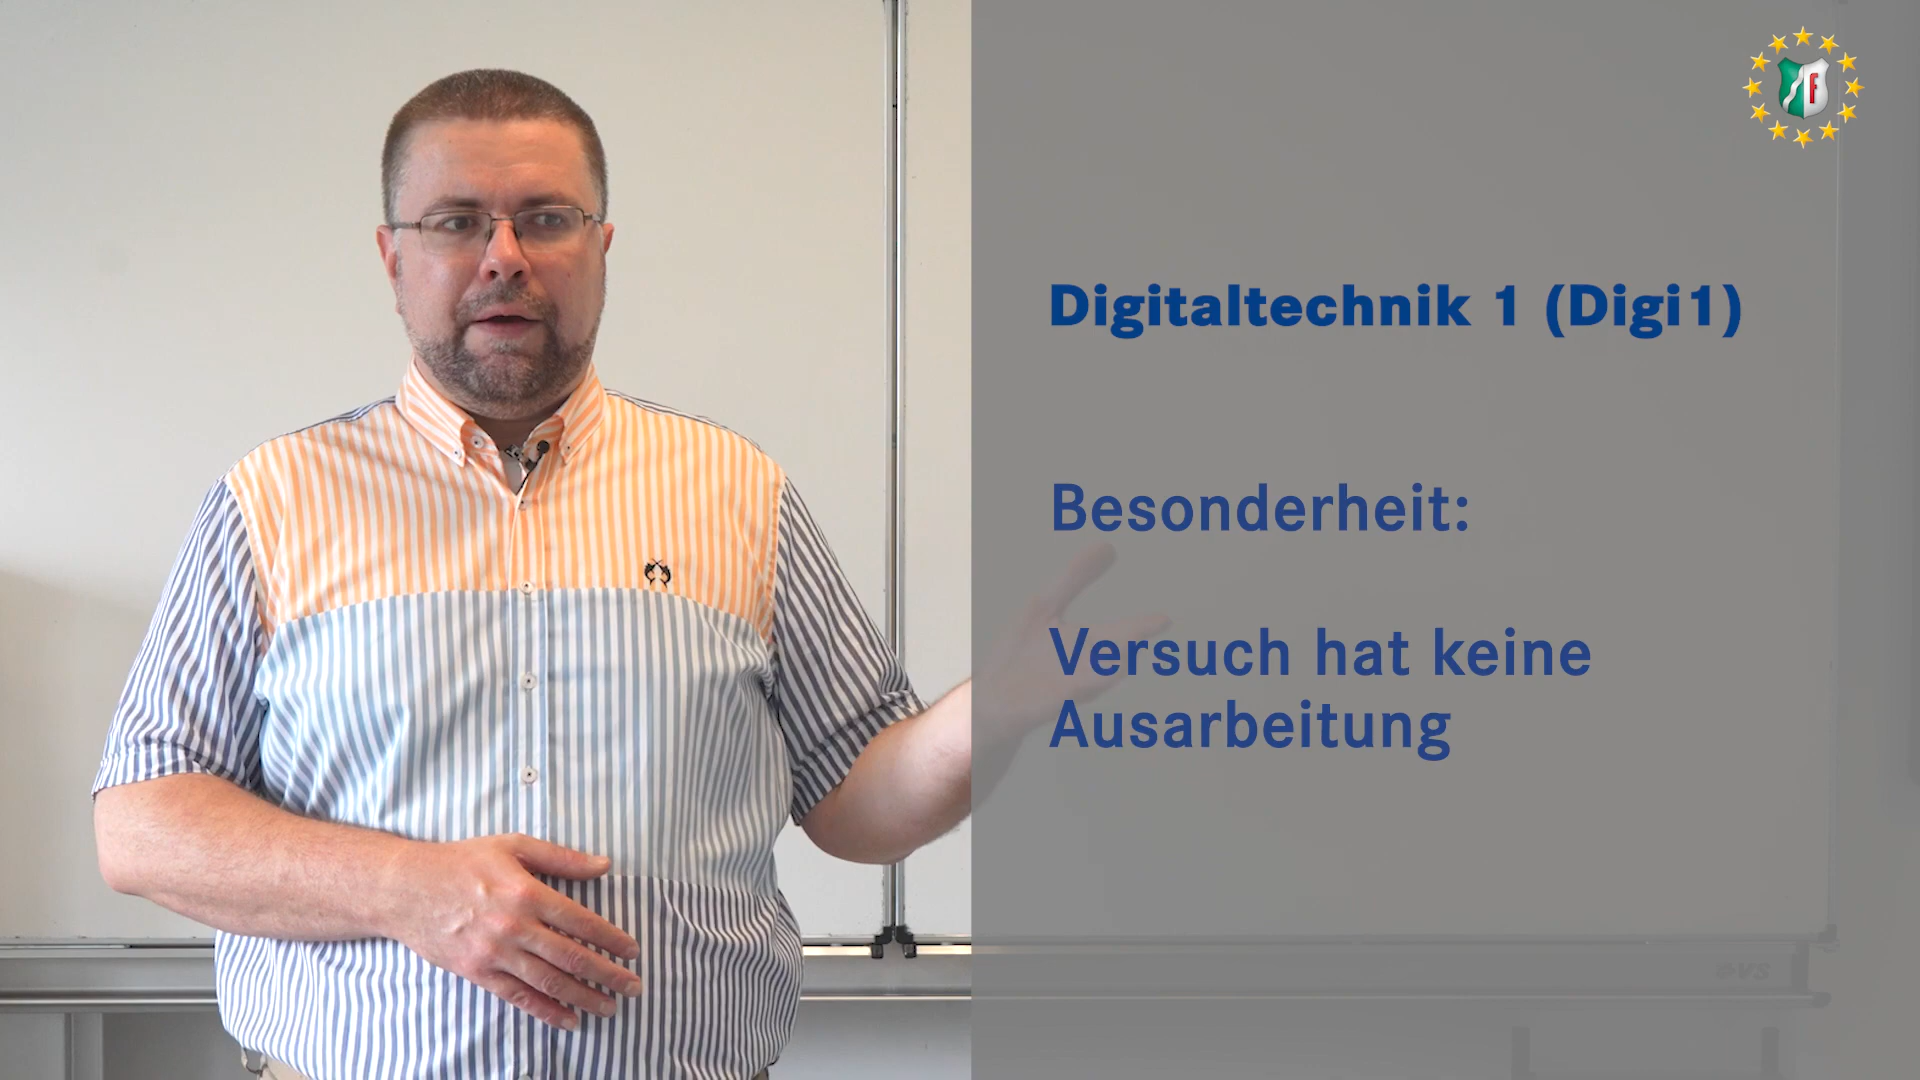 Digitaltechnik 1 (Digi1)
Besonderheit:
Versuch hat keine
Ausarbeitung